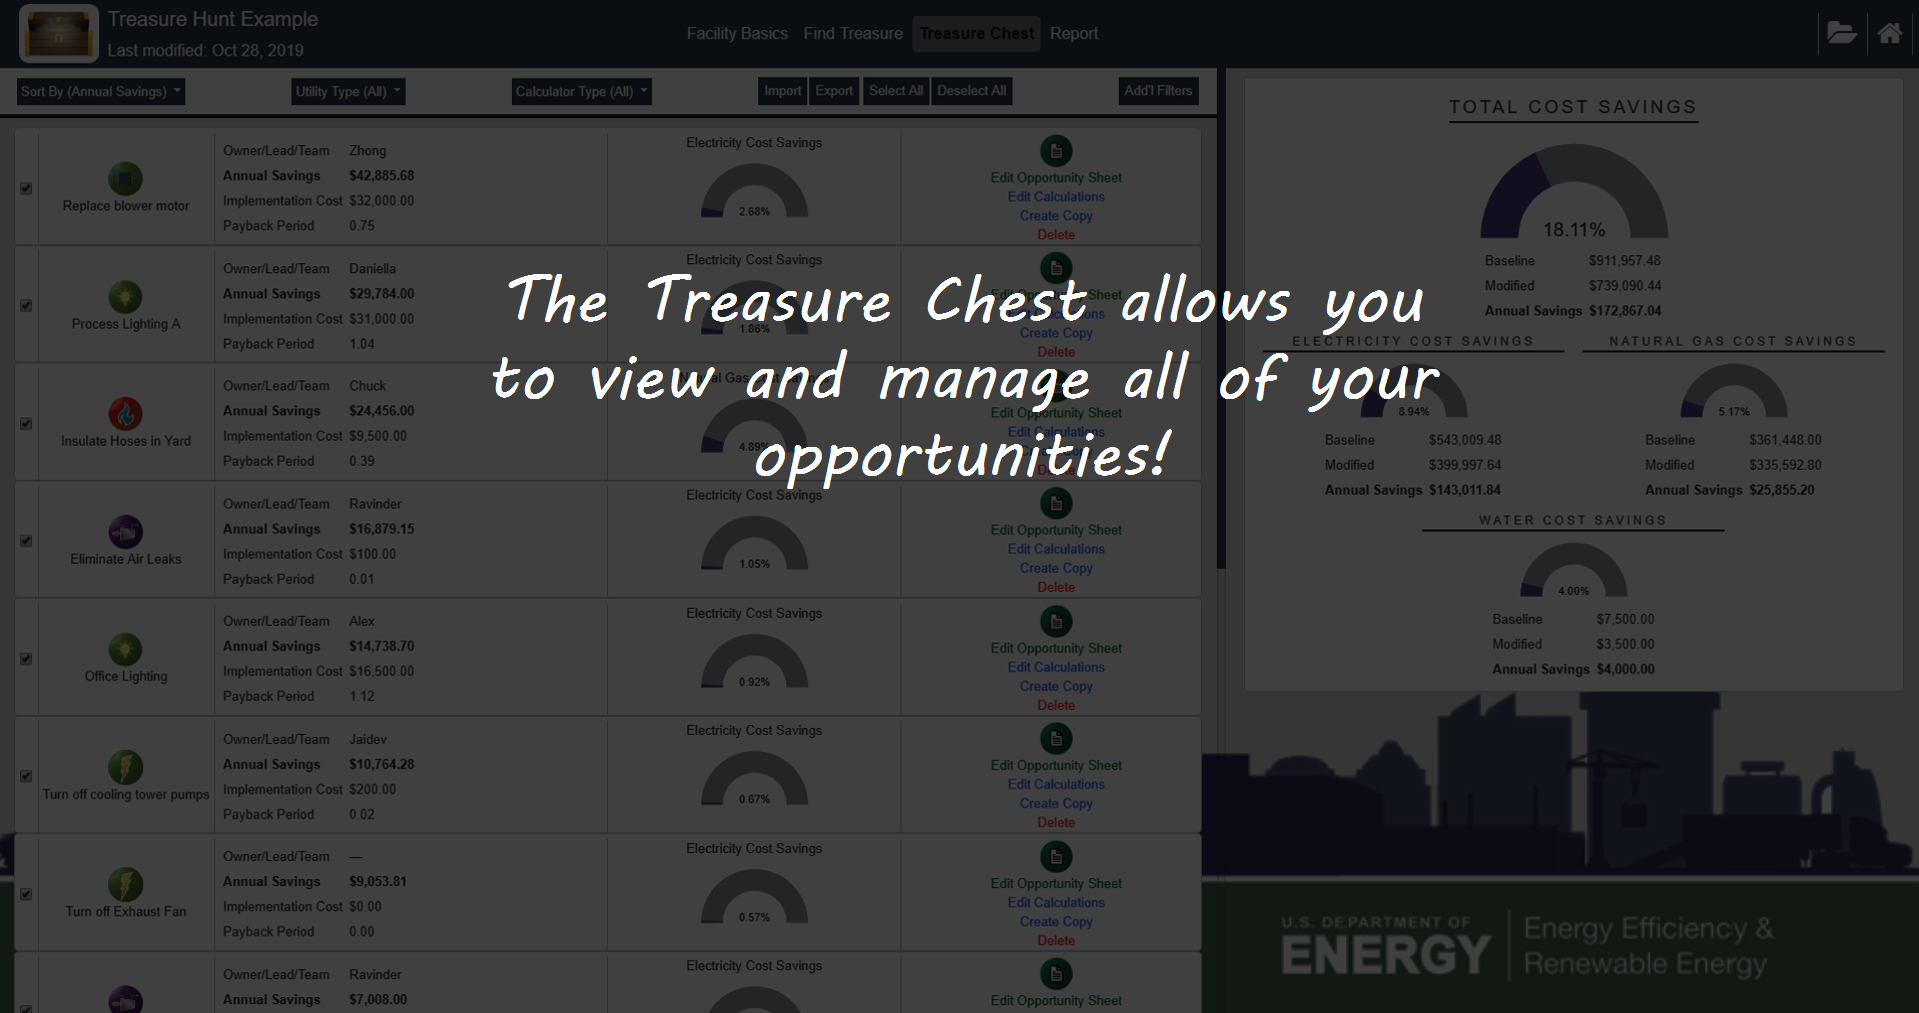 Treasure Hunt Example
Last modified: Oct 28, 2019
Facility Basics Find Treasure Treasure Chest Report
Sort By (Annual Savings) Utility Type (All) Calculator Type (All) Import Export Select All Deselect All Add'l Filters
Replace blower motor
Owner/Lead/Team Zhong
Annual Savings $42,885.68
Implementation Cost $32,000.00
Payback Period 0.75
Electricity Cost Savings
2.68%
Edit Opportunity Sheet
Edit Calculations
Create Copy
Delete
Process Lighting A
Owner/Lead/Team Daniella
Annual Savings $29,784.00
Implementation Cost $31,000.00
Payback Period 1.04
Electricity Cost Savings
1.86%
Edit Opportunity Sheet
Edit Calculations
Create Copy
Delete
The Treasure Chest allows you
to view and manage all of your
opportunities!
Insulate Hoses in Yard
Owner/Lead/Team Chuck
Annual Savings $24,456.00
Implementation Cost $9,500.00
Payback Period 0.39
Natural Gas Cost Savings
4.89%
Edit Opportunity Sheet
Edit Calculations
Eliminate Air Leaks
Owner/Lead/Team Ravinder
Annual Savings $16,879.15
Implementation Cost $100.00
Payback Period 0.01
Electricity Cost Savings
1.05%
Edit Opportunity Sheet
Edit Calculations
Create Copy
Delete
Office Lighting
Owner/Lead/Team Alex
Annual Savings $14,738.70
Implementation Cost $16,500.00
Payback Period 1.12
Electricity Cost Savings
0.92%
Edit Opportunity Sheet
Edit Calculations
Create Copy
Delete
Turn off cooling tower pumps
Owner/Lead/Team Jaidev
Annual Savings $10,764.28
Implementation Cost $200.00
Payback Period 0.02
Electricity Cost Savings
0.67%
Edit Opportunity Sheet
Edit Calculations
Create Copy
Delete
Turn off Exhaust Fan
Owner/Lead/Team —
Annual Savings $9,053.81
Implementation Cost $0.00
Payback Period 0.00
Electricity Cost Savings
0.57%
Edit Opportunity Sheet
Edit Calculations
Create Copy
Delete
Owner/Lead/Team Ravinder
Annual Savings $7,008.00
Electricity Cost Savings
Edit Opportunity Sheet
TOTAL COST SAVINGS
18.11%
Baseline $911,957.48
Modified $739,090.44
Annual Savings $172,867.04
ELECTRICITY COST SAVINGS
8.94%
Baseline $543,009.48
Modified $399,997.64
Annual Savings $143,011.84
NATURAL GAS COST SAVINGS
5.17%
Baseline $361,448.00
Modified $335,592.80
Annual Savings $25,855.20
WATER COST SAVINGS
4.00%
Baseline $7,500.00
Modified $3,500.00
Annual Savings $4,000.00
U.S. DEPARTMENT OF
ENERGY
Energy Efficiency &
Renewable Energy